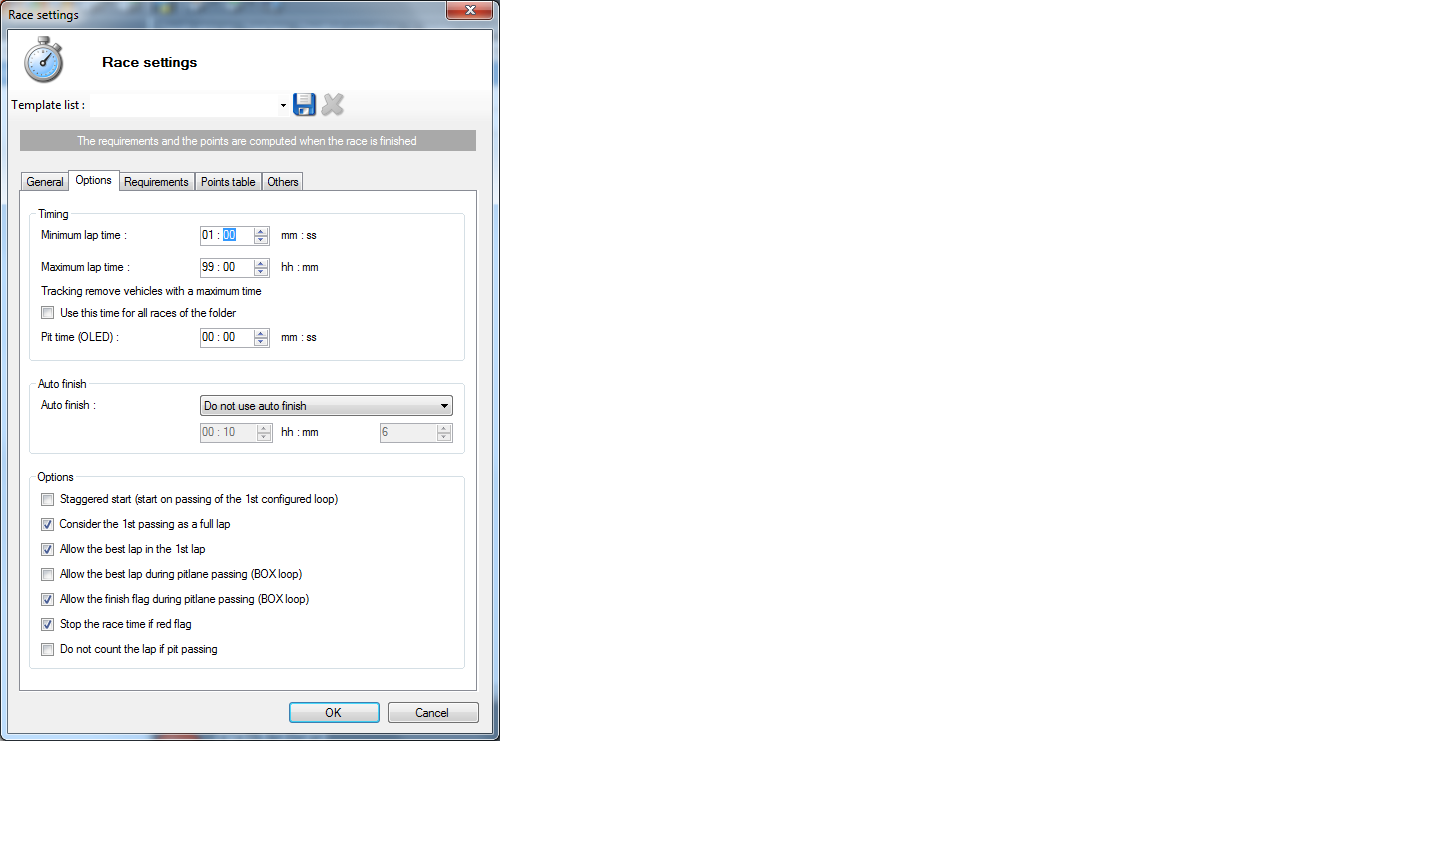 Race settings
Race settings
Template list :
The requirements and the points are computed when the race is finished
General Options Requirements Points table Others
Timing
Minimum lap time : 01 : 00 mm : ss
Maximum lap time : 99 : 00 hh : mm
Tracking remove vehicles with a maximum time
Use this time for all races of the folder
Pit time (OLED) : 00 : 00 mm : ss
Auto finish
Auto finish : Do not use auto finish
00 : 10 hh : mm 6
Options
Staggered start (start on passing of the 1st configured loop)
Consider the 1st passing as a full lap
Allow the best lap in the 1st lap
Allow the best lap during pitlane passing (BOX loop)
Allow the finish flag during pitlane passing (BOX loop)
Stop the race time if red flag
Do not count the lap if pit passing
OK Cancel